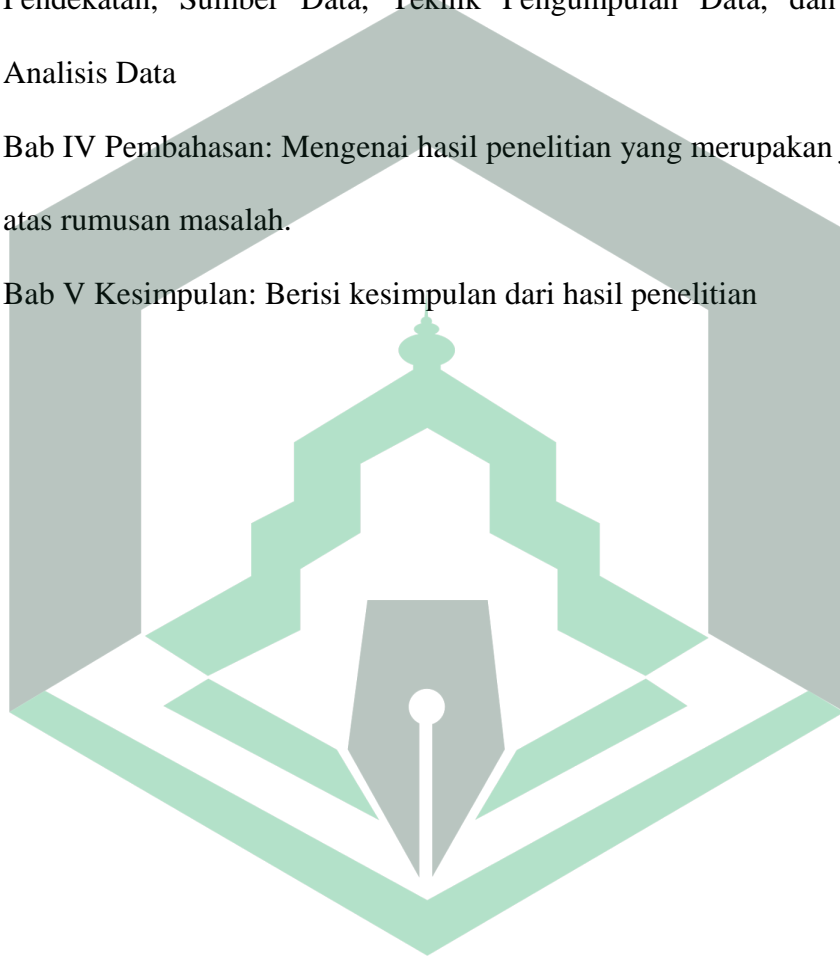 Pendekatan, Sumber Data, Teknik Pengumpulan Data, dan
Analisis Data
Bab IV Pembahasan: Mengenai hasil penelitian yang merupakan
atas rumusan masalah.
Bab V Kesimpulan: Berisi kesimpulan dari hasil penelitian